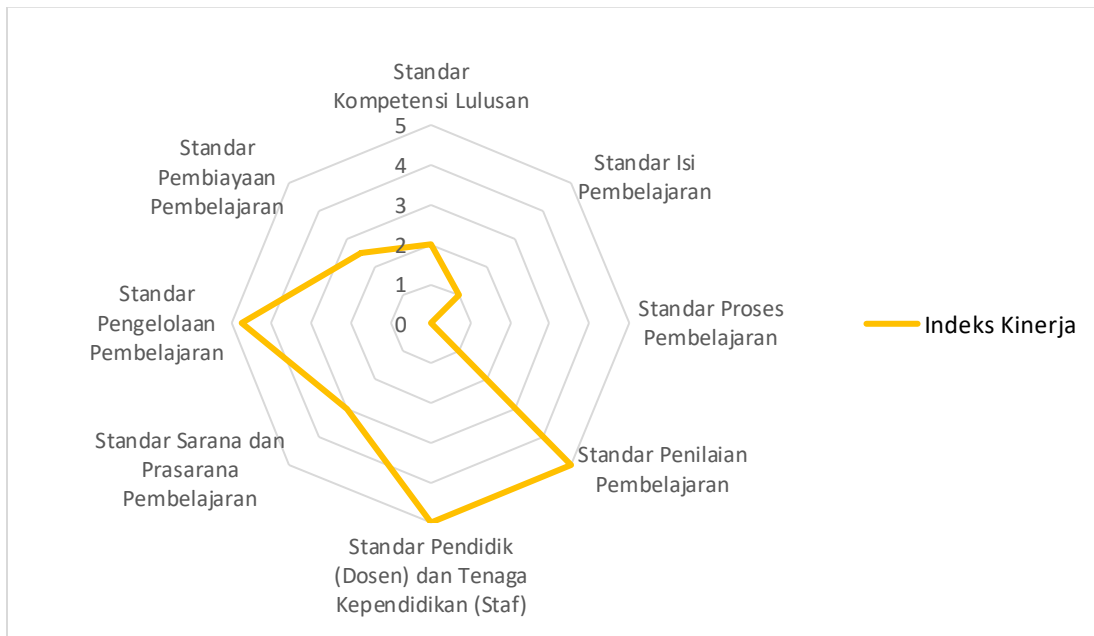 Standar
Kompetensi Lulusan
Standar Isi
Pembelajaran
Standar Proses
Pembelajaran
Standar Penilaian
Pembelajaran
Standar Pendidik
(Dosen) dan Tenaga
Kependidikan (Staf)
Standar Sarana dan
Prasarana
Pembelajaran
Standar
Pengelolaan
Pembelajaran
Standar
Pembiayaan
Pembelajaran
5
4
3
2
1
0
Indeks Kinerja